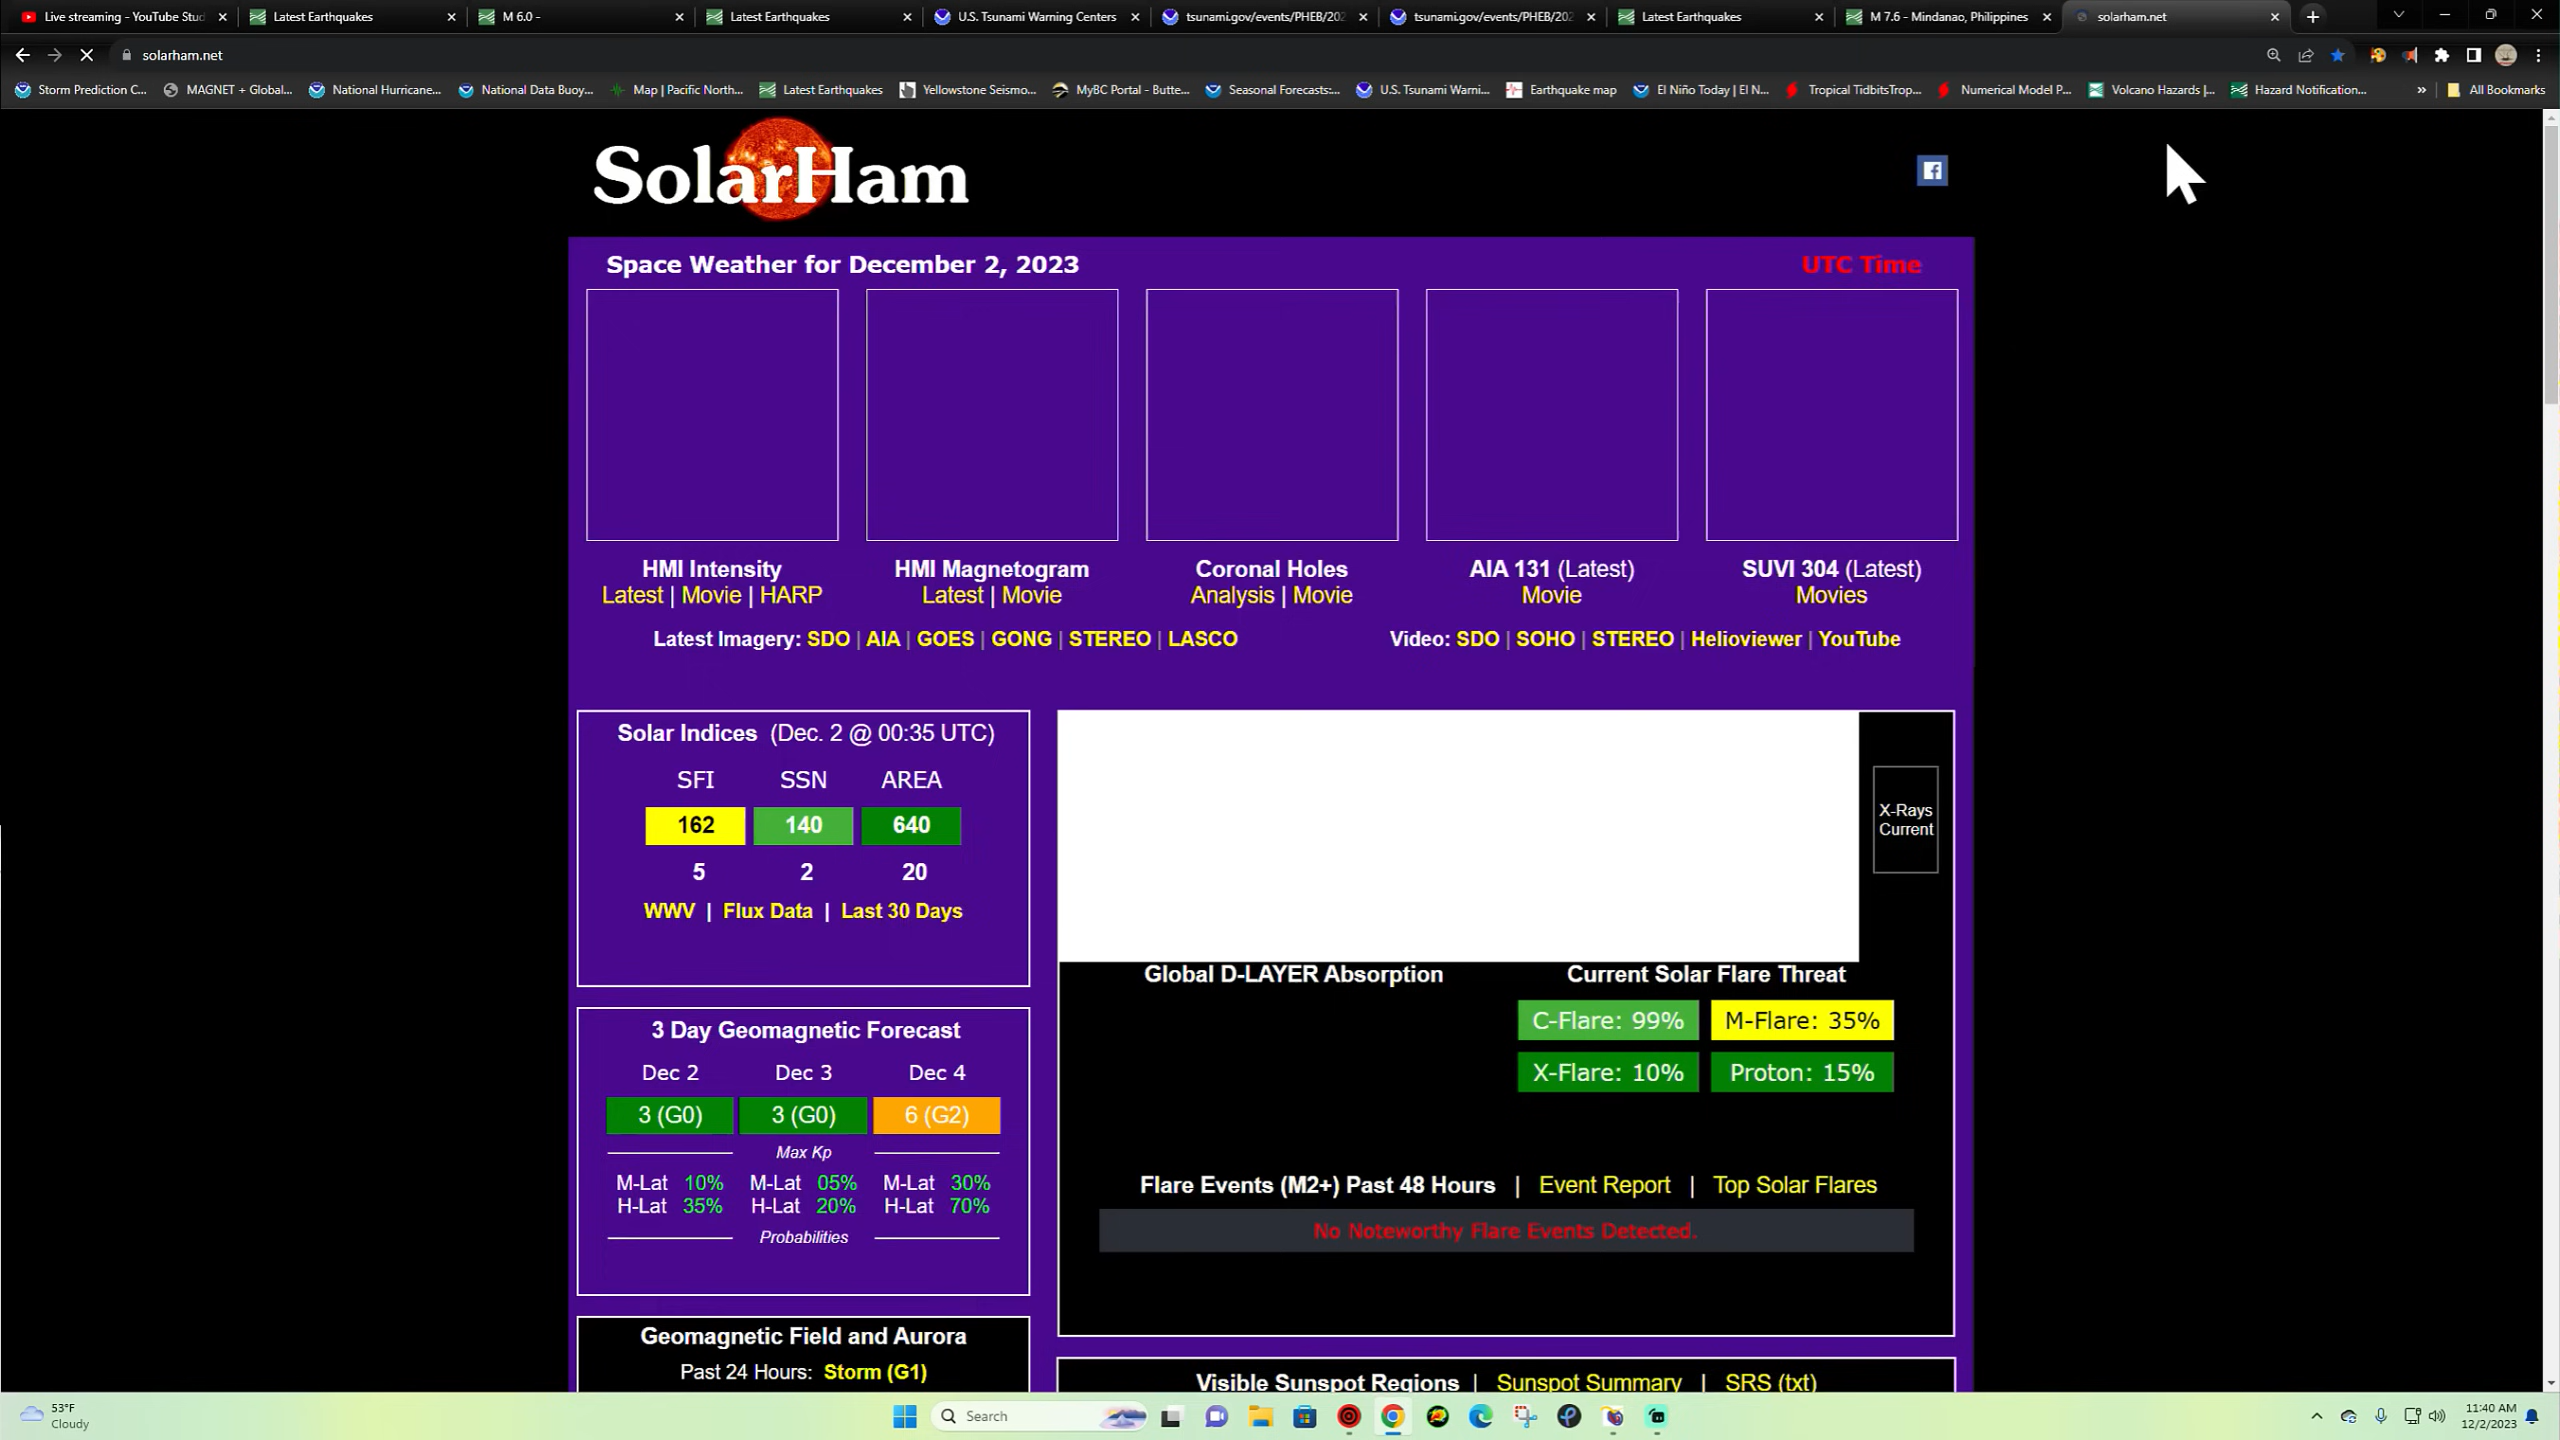 Live streaming - YouTube Stud
Latest Earthquakes
M 6.0 -
Latest Earthquakes
U.S. Tsunami Warning Centers
tsunami.gov/events/PHEB/202
tsunami.gov/events/PHEB/202
Latest Earthquakes
M 7.6 - Mindanao, Philippines
solarham.net
solarham.net
Storm Prediction C...
MAGNET + Global...
National Hurricane...
National Data Buoy...
Map | Pacific North...
Latest Earthquakes
Yellowstone Seismo...
MyBC Portal - Butte...
Seasonal Forecasts:...
U.S. Tsunami Warni...
Earthquake map
El Niño Today | El N...
Tropical TidbitsTrop...
Numerical Model P...
Volcano Hazards |...
Hazard Notification...
»
All Bookmarks
SolarHam
Space Weather for December 2, 2023
UTC Time
HMI Intensity
Latest | Movie | HARP
HMI Magnetogram
Latest | Movie
Coronal Holes
Analysis | Movie
AIA 131 (Latest)
Movie
SUVI 304 (Latest)
Movies
Latest Imagery: SDO | AIA | GOES | GONG | STEREO | LASCO
Video: SDO | SOHO | STEREO | Helioviewer | YouTube
Solar Indices (Dec. 2 @ 00:35 UTC)
SFI SSN AREA
162 140 640
5 2 20
WWV | Flux Data | Last 30 Days
X-Rays
Current
Global D-LAYER Absorption
Current Solar Flare Threat
C-Flare: 99% M-Flare: 35%
X-Flare: 10% Proton: 15%
Flare Events (M2+) Past 48 Hours | Event Report | Top Solar Flares
No Noteworthy Flare Events Detected.
3 Day Geomagnetic Forecast
Dec 2 Dec 3 Dec 4
3 (G0) 3 (G0) 6 (G2)
Max Kp
M-Lat 10% M-Lat 05% M-Lat 30%
H-Lat 35% H-Lat 20% H-Lat 70%
Probabilities
Geomagnetic Field and Aurora
Past 24 Hours: Storm (G1)
Visible Sunspot Regions | Sunspot Summary | SRS (txt)
53°F
Cloudy
Search
11:40 AM
12/2/2023